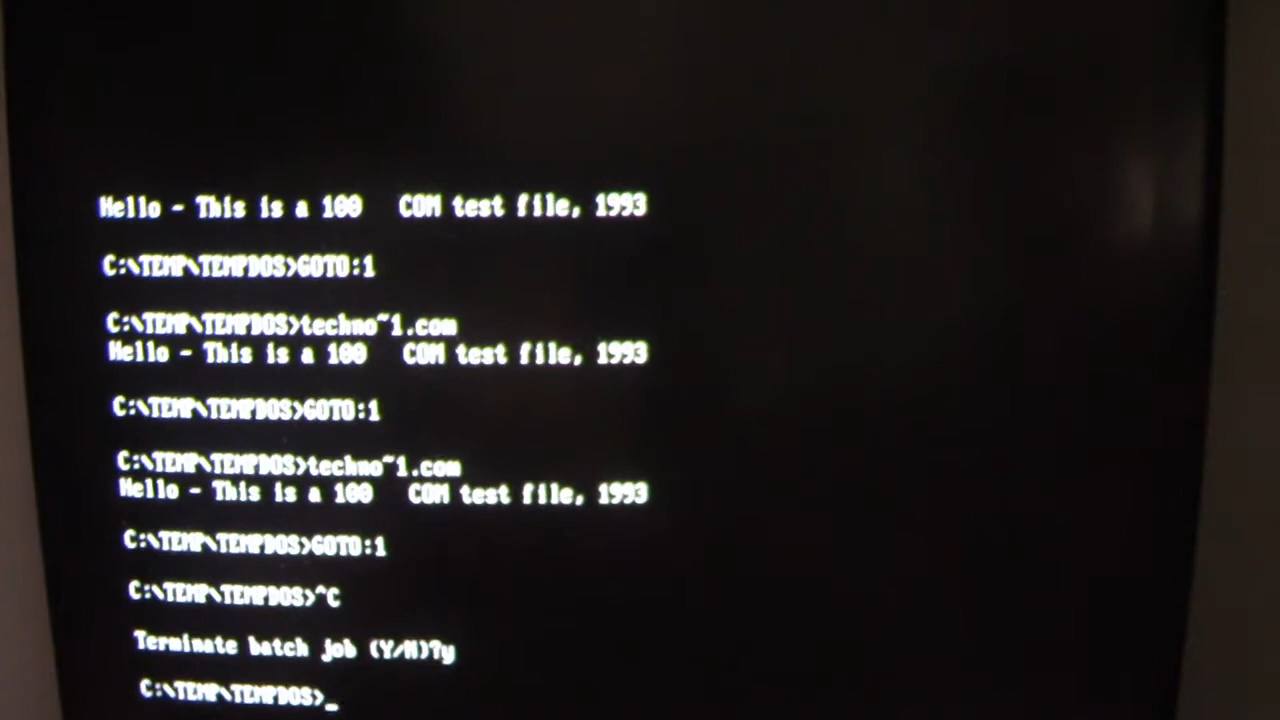 Hello - This is a 100   COM test file, 1993
C:\TEMP\TEMPDOS>GOTO:1
C:\TEMP\TEMPDOS>techno~1.com
Hello - This is a 100   COM test file, 1993
C:\TEMP\TEMPDOS>GOTO:1
C:\TEMP\TEMPDOS>techno~1.com
Hello - This is a 100   COM test file, 1993
C:\TEMP\TEMPDOS>GOTO:1
C:\TEMP\TEMPDOS>^C
Terminate batch job (Y/N)?y
C:\TEMP\TEMPDOS>_